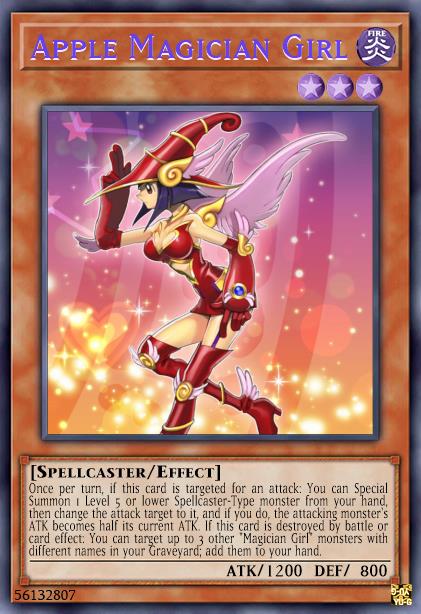 Apple Magician Girl
FIRE
炎
[Spellcaster/Effect]
Once per turn, if this card is targeted for an attack: You can Special
Summon 1 Level 5 or lower Spellcaster-Type monster from your hand,
then change the attack target to it, and if you do, the attacking monster's
ATK becomes half its current ATK. If this card is destroyed by battle or
card effect: You can target up to 3 other "Magician Girl" monsters with
different names in your Graveyard; add them to your hand.
ATK/1200 DEF/ 800
56132807